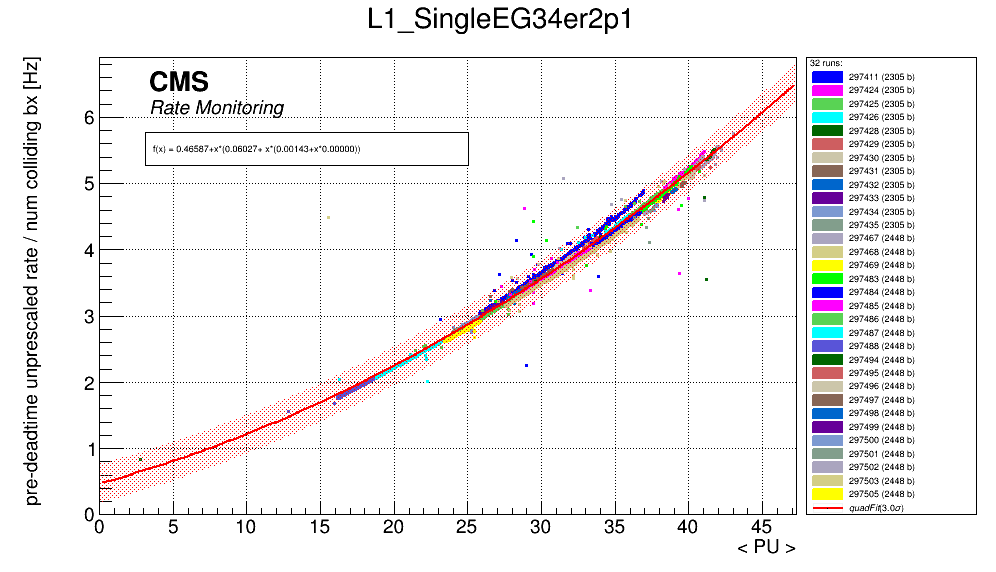 L1_SingleEG34er2p1
pre-deadtime unprescaled rate / num colliding bx [Hz]
CMS
Rate Monitoring
f(x) = 0.46587+x*(0.06027+ x*(0.00143+x*0.00000))
6
5
4
3
2
1
0
0 5 10 15 20 25 30 35 40 45
< PU >
32 runs:
297411 (2305 b)
297424 (2305 b)
297425 (2305 b)
297426 (2305 b)
297428 (2305 b)
297429 (2305 b)
297430 (2305 b)
297431 (2305 b)
297432 (2305 b)
297433 (2305 b)
297434 (2305 b)
297435 (2305 b)
297467 (2448 b)
297468 (2448 b)
297469 (2448 b)
297483 (2448 b)
297484 (2448 b)
297485 (2448 b)
297486 (2448 b)
297487 (2448 b)
297488 (2448 b)
297494 (2448 b)
297495 (2448 b)
297496 (2448 b)
297497 (2448 b)
297498 (2448 b)
297499 (2448 b)
297500 (2448 b)
297501 (2448 b)
297502 (2448 b)
297503 (2448 b)
297505 (2448 b)
quadFit(3.0σ)